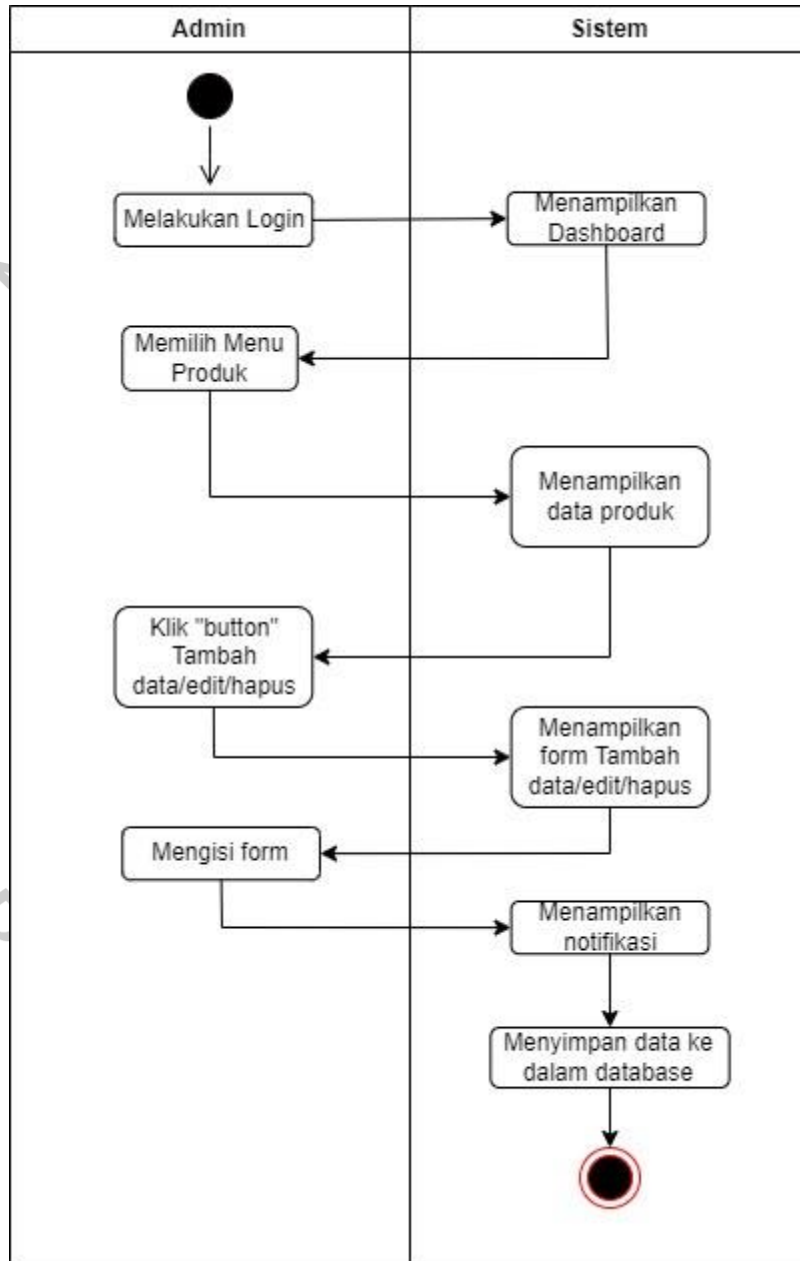 Admin
Sistem
Melakukan Login
Menampilkan
Dashboard
Memilih Menu
Produk
Menampilkan
data produk
Klik "button"
Tambah
data/edit/hapus
Menampilkan
form Tambah
data/edit/hapus
Mengisi form
Menampilkan
notifikasi
Menyimpan data ke
dalam database